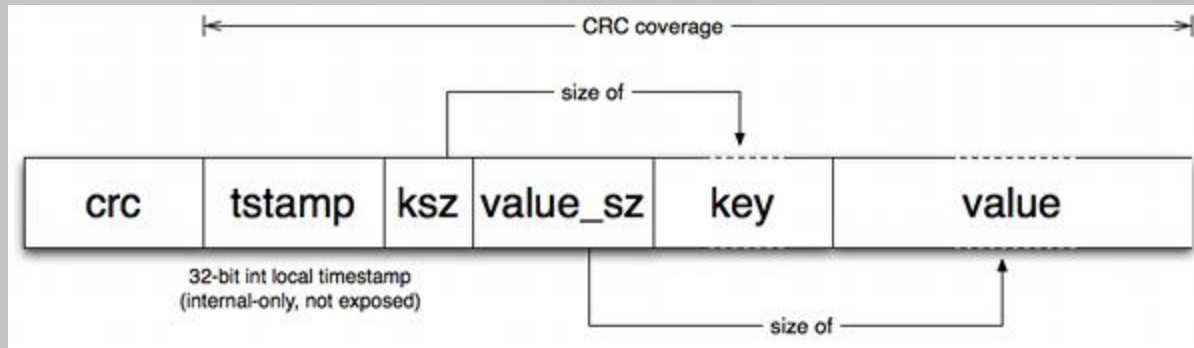 CRC coverage
size of
crc tstamp ksz value_sz key value
32-bit int local timestamp
(internal-only, not exposed)
size of